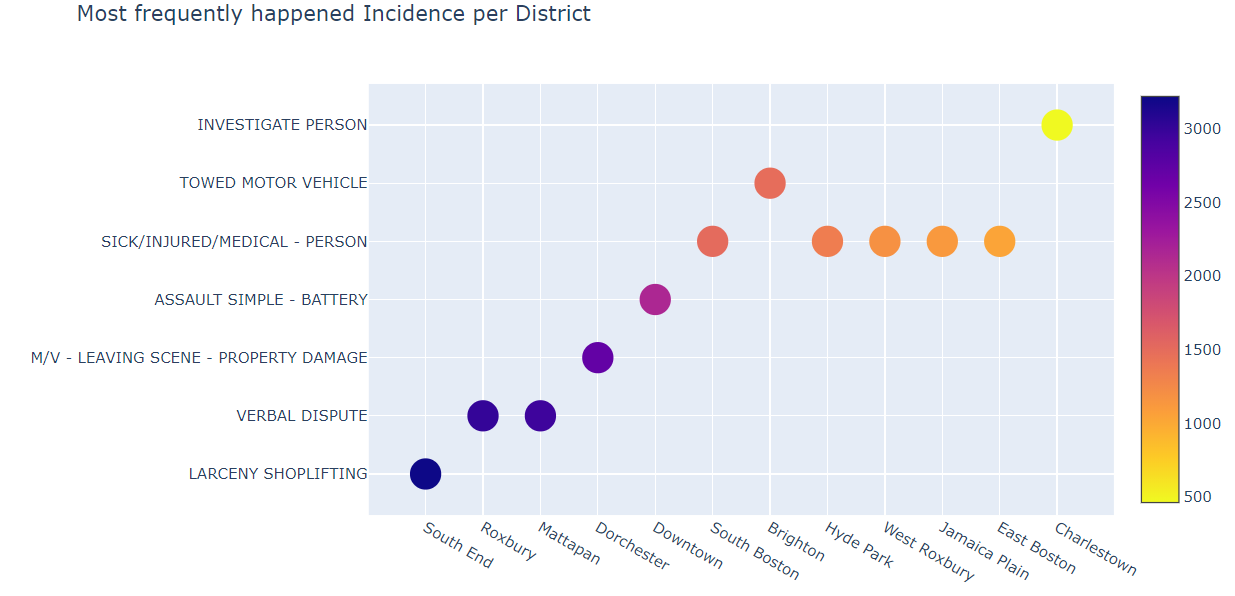 Most frequently happened Incidence per District
INVESTIGATE PERSON
TOWED MOTOR VEHICLE
SICK/INJURED/MEDICAL - PERSON
ASSAULT SIMPLE - BATTERY
M/V - LEAVING SCENE - PROPERTY DAMAGE
VERBAL DISPUTE
LARCENY SHOPLIFTING
South End
Roxbury
Mattapan
Dorchester
Downtown
South Boston
Brighton
Hyde Park
West Roxbury
Jamaica Plain
East Boston
Charlestown
3000
2500
2000
1500
1000
500